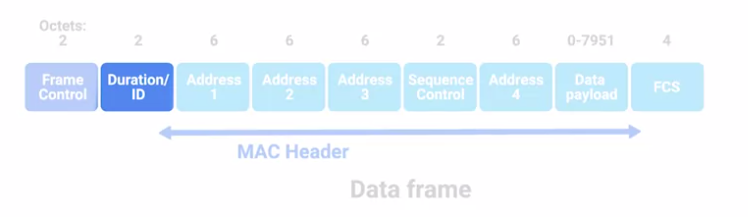 Octets:
2 2 6 6 6 2 6 0-7951 4
Frame Control
Duration/ ID
Address 1
Address 2
Address 3
Sequence Control
Address 4
Data payload
FCS
MAC Header
Data frame